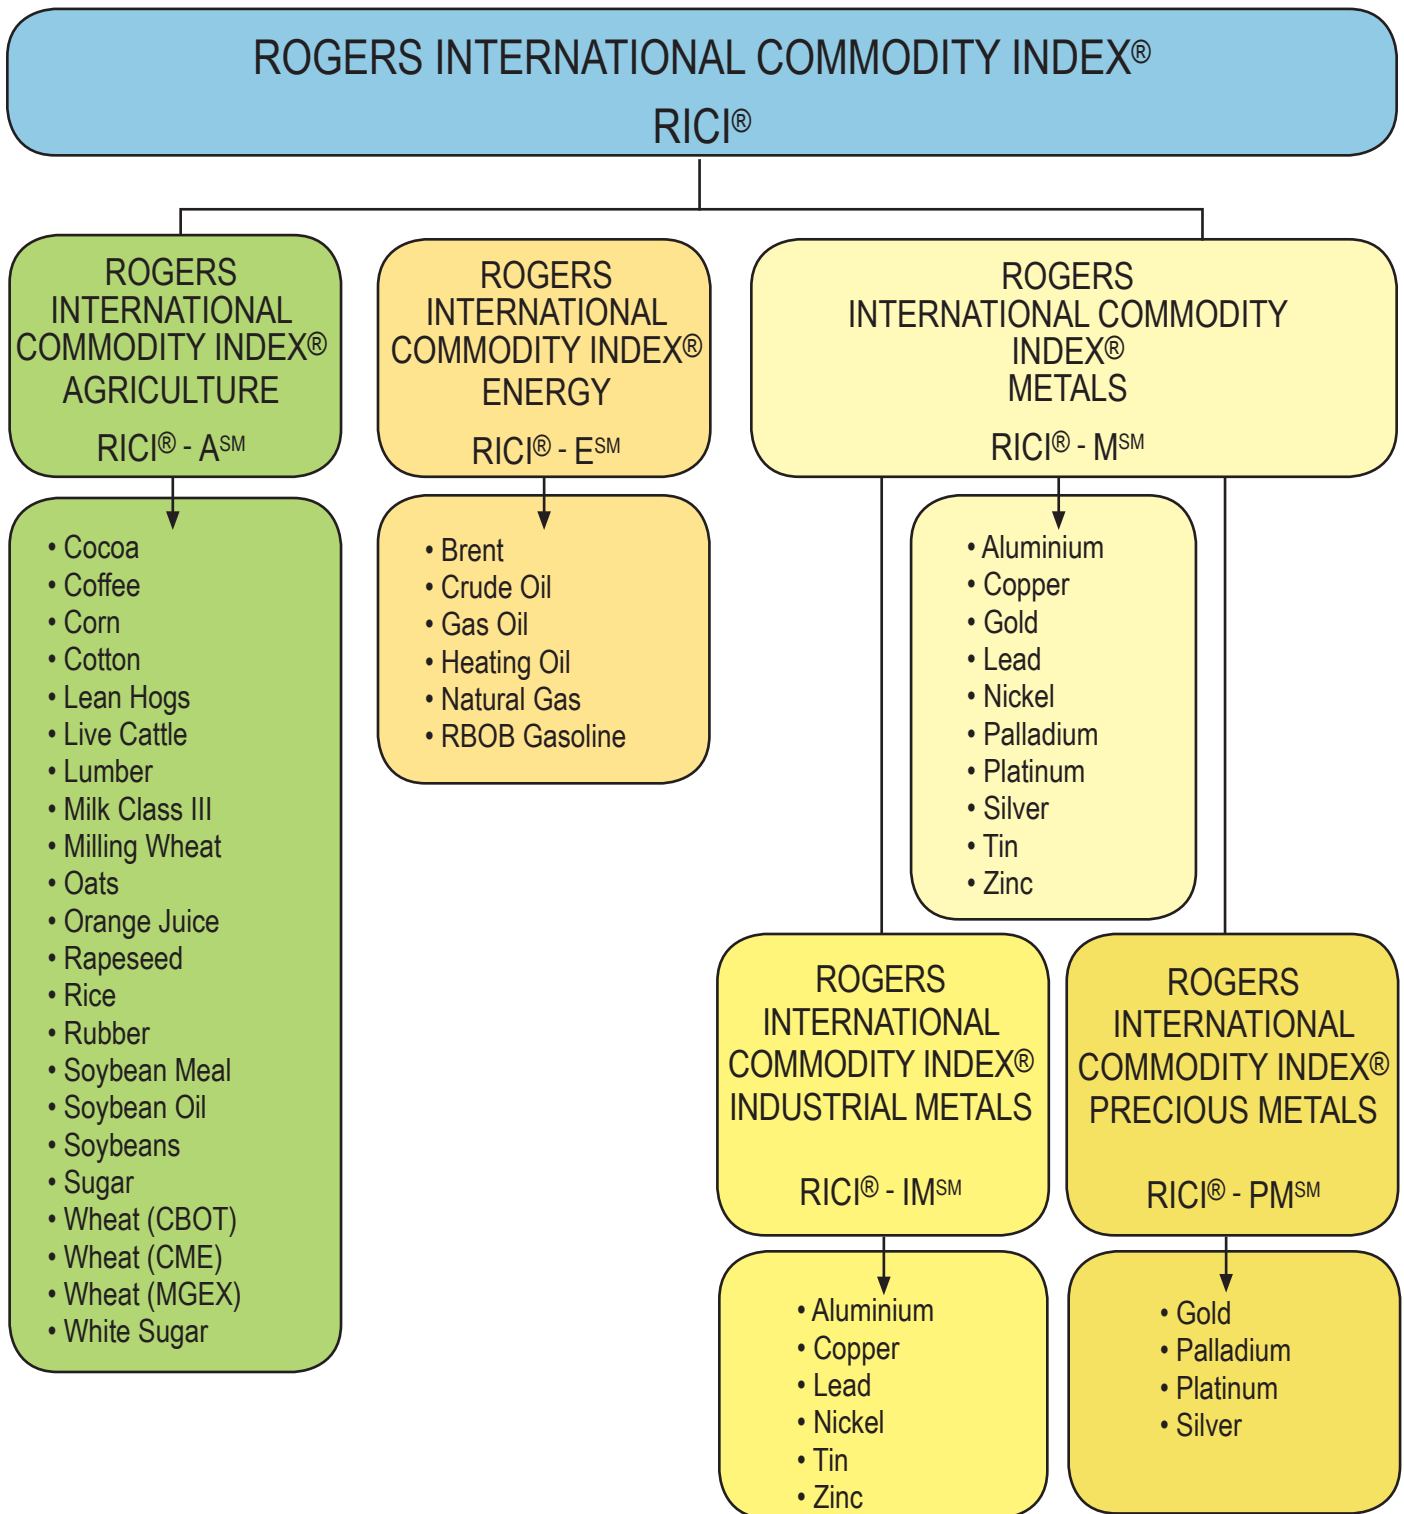 ROGERS INTERNATIONAL COMMODITY INDEX®
RICI®
ROGERS
INTERNATIONAL
COMMODITY INDEX®
AGRICULTURE
RICI® - A℠
• Cocoa
• Coffee
• Corn
• Cotton
• Lean Hogs
• Live Cattle
• Lumber
• Milk Class III
• Milling Wheat
• Oats
• Orange Juice
• Rapeseed
• Rice
• Rubber
• Soybean Meal
• Soybean Oil
• Soybeans
• Sugar
• Wheat (CBOT)
• Wheat (CME)
• Wheat (MGEX)
• White Sugar
ROGERS
INTERNATIONAL
COMMODITY INDEX®
ENERGY
RICI® - E℠
• Brent
• Crude Oil
• Gas Oil
• Heating Oil
• Natural Gas
• RBOB Gasoline
ROGERS
INTERNATIONAL COMMODITY
INDEX®
METALS
RICI® - M℠
• Aluminium
• Copper
• Gold
• Lead
• Nickel
• Palladium
• Platinum
• Silver
• Tin
• Zinc
ROGERS
INTERNATIONAL
COMMODITY INDEX®
INDUSTRIAL METALS
RICI® - IM℠
• Aluminium
• Copper
• Lead
• Nickel
• Tin
• Zinc
ROGERS
INTERNATIONAL
COMMODITY INDEX®
PRECIOUS METALS
RICI® - PM℠
• Gold
• Palladium
• Platinum
• Silver